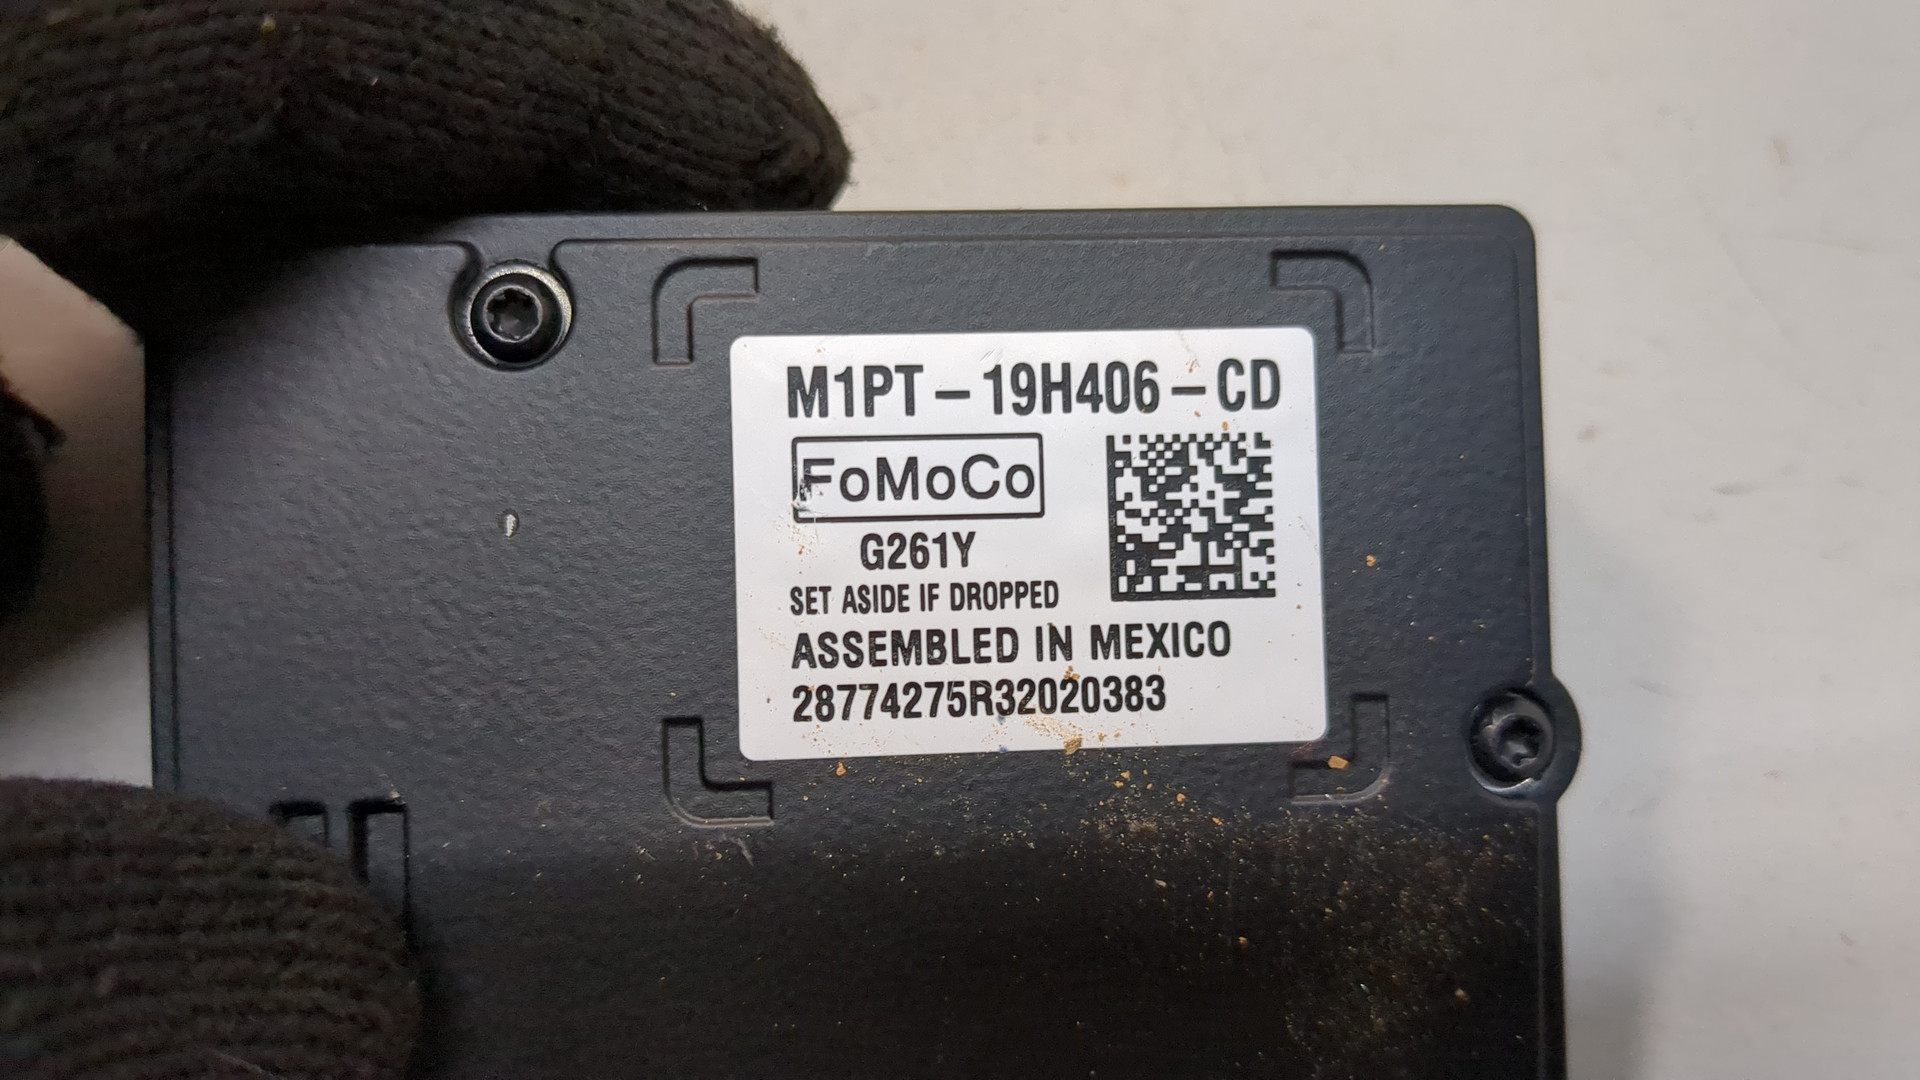 M1PT-19H406-CD
FoMoCo
G261Y
SET ASIDE IF DROPPED
ASSEMBLED IN MEXICO
28774275R32020383